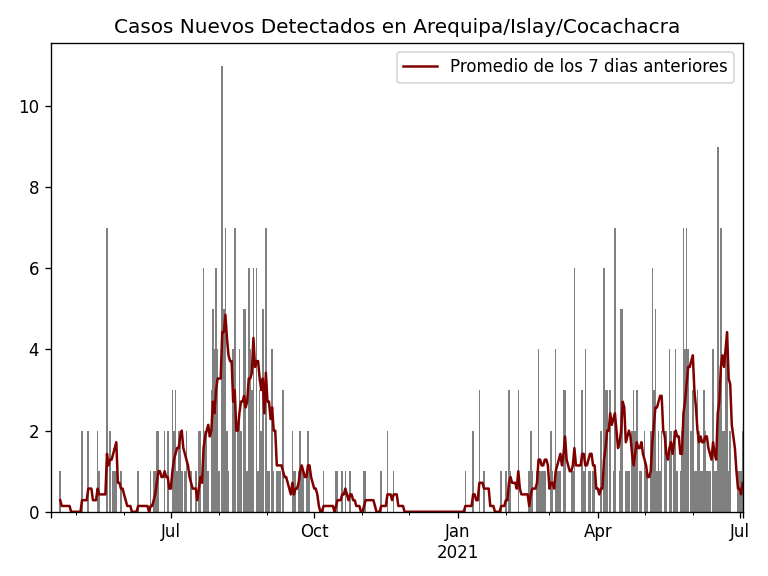 Casos Nuevos Detectados en Arequipa/Islay/Cocachacra
Promedio de los 7 dias anteriores
10
8
6
4
2
0
Jul
Oct
Jan
2021
Apr
Jul